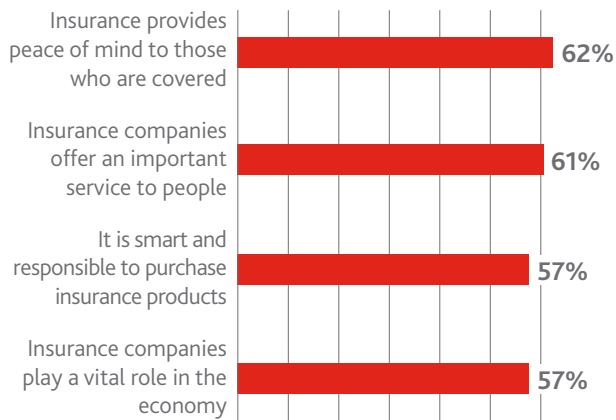 Insurance provides
peace of mind to those
who are covered
62%
Insurance companies
offer an important
service to people
61%
It is smart and
responsible to purchase
insurance products
57%
Insurance companies
play a vital role in the
economy
57%